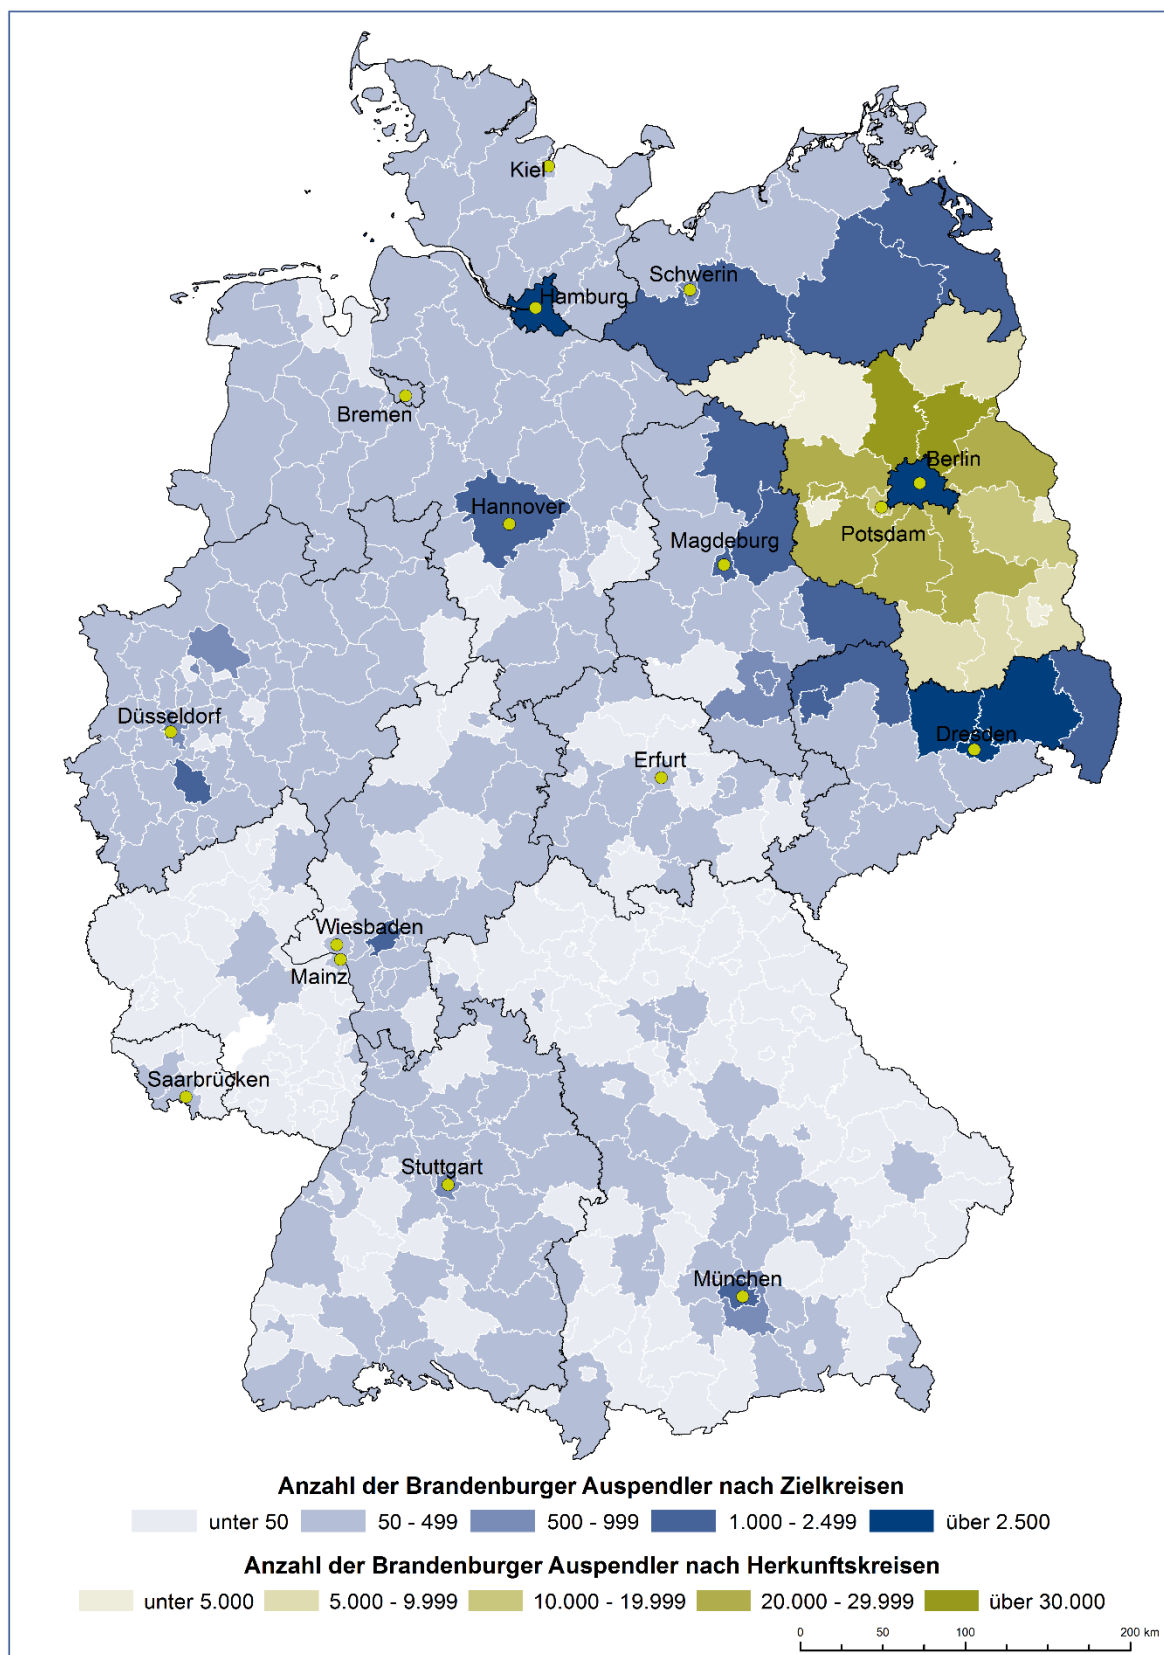 Kiel
Schwerin
Hamburg
Bremen
Berlin
Hannover
Potsdam
Magdeburg
Düsseldorf
Dresden
Erfurt
Wiesbaden
Mainz
Saarbrücken
Stuttgart
München
Anzahl der Brandenburger Auspendler nach Zielkreisen
unter 50 50 - 499 500 - 999 1.000 - 2.499 über 2.500
Anzahl der Brandenburger Auspendler nach Herkunftskreisen
unter 5.000 5.000 - 9.999 10.000 - 19.999 20.000 - 29.999 über 30.000
0 50 100 200 km